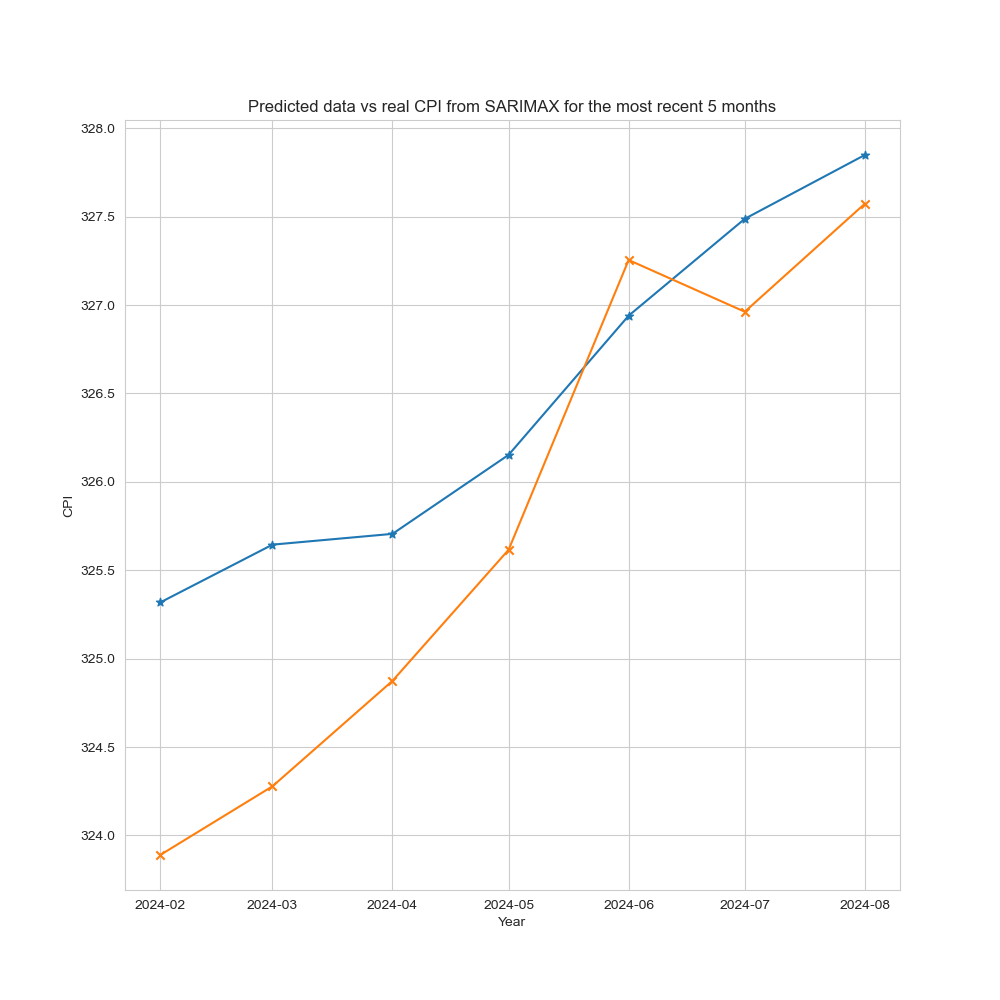 Predicted data vs real CPI from SARIMAX for the most recent 5 months
328.0
327.5
327.0
326.5
326.0
325.5
325.0
324.5
324.0
CPI
2024-02 2024-03 2024-04 2024-05 2024-06 2024-07 2024-08
Year